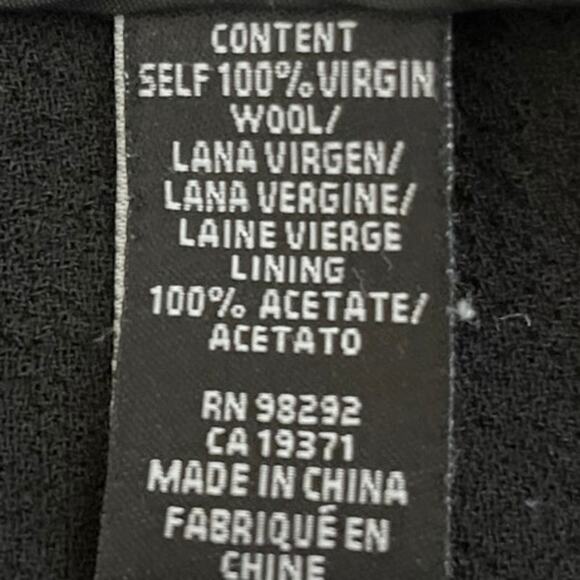 CONTENT
SELF 100% VIRGIN
WOOL/
LANA VIRGEN/
LANA VERGINE/
LAINE VIERGE
LINING
100% ACETATE/
ACETATO
RN 98292
CA 19371
MADE IN CHINA
FABRIQUÉ EN
CHINE